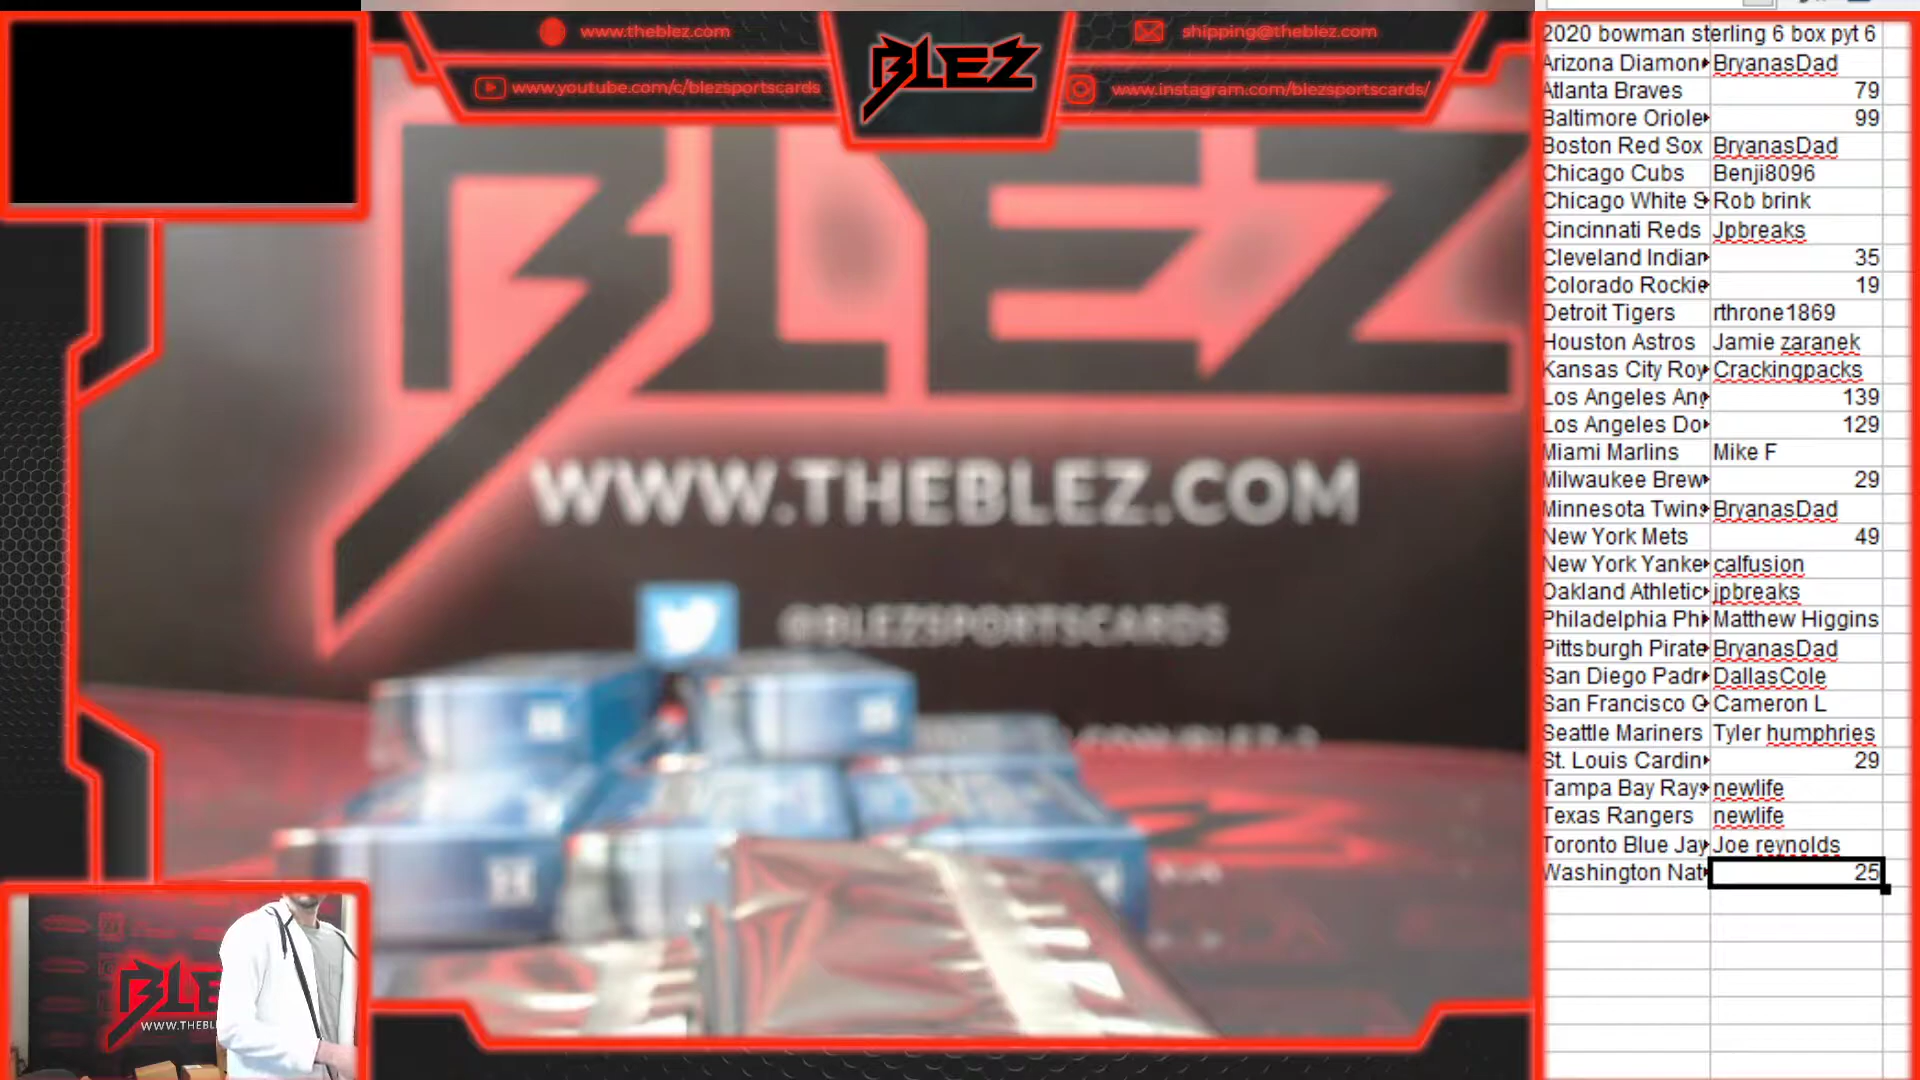 www.theblez.com
www.youtube.com/c/blezsportscards
BLEZ
shipping@theblez.com
www.instagram.com/blezsportscards/
BLEZ
WWW.THEBLEZ.COM
@BLEZSPORTSCARDS
BLE
WWW.THEBL
2020 bowman sterling 6 box pyt 6
Arizona Diamon BryanasDad
Atlanta Braves 79
Baltimore Oriole 99
Boston Red Sox BryanasDad
Chicago Cubs Benji8096
Chicago White S Rob brink
Cincinnati Reds Jpbreaks
Cleveland Indian 35
Colorado Rockie 19
Detroit Tigers rthrone1869
Houston Astros Jamie zaranek
Kansas City Roy Crackingpacks
Los Angeles Ang 139
Los Angeles Do 129
Miami Marlins Mike F
Milwaukee Brew 29
Minnesota Twins BryanasDad
New York Mets 49
New York Yanke calfusion
Oakland Athletic jpbreaks
Philadelphia Phi Matthew Higgins
Pittsburgh Pirate BryanasDad
San Diego Padr DallasCole
San Francisco G Cameron L
Seattle Mariners Tyler humphries
St. Louis Cardin 29
Tampa Bay Rays newlife
Texas Rangers newlife
Toronto Blue Jay Joe reynolds
Washington Nat 25